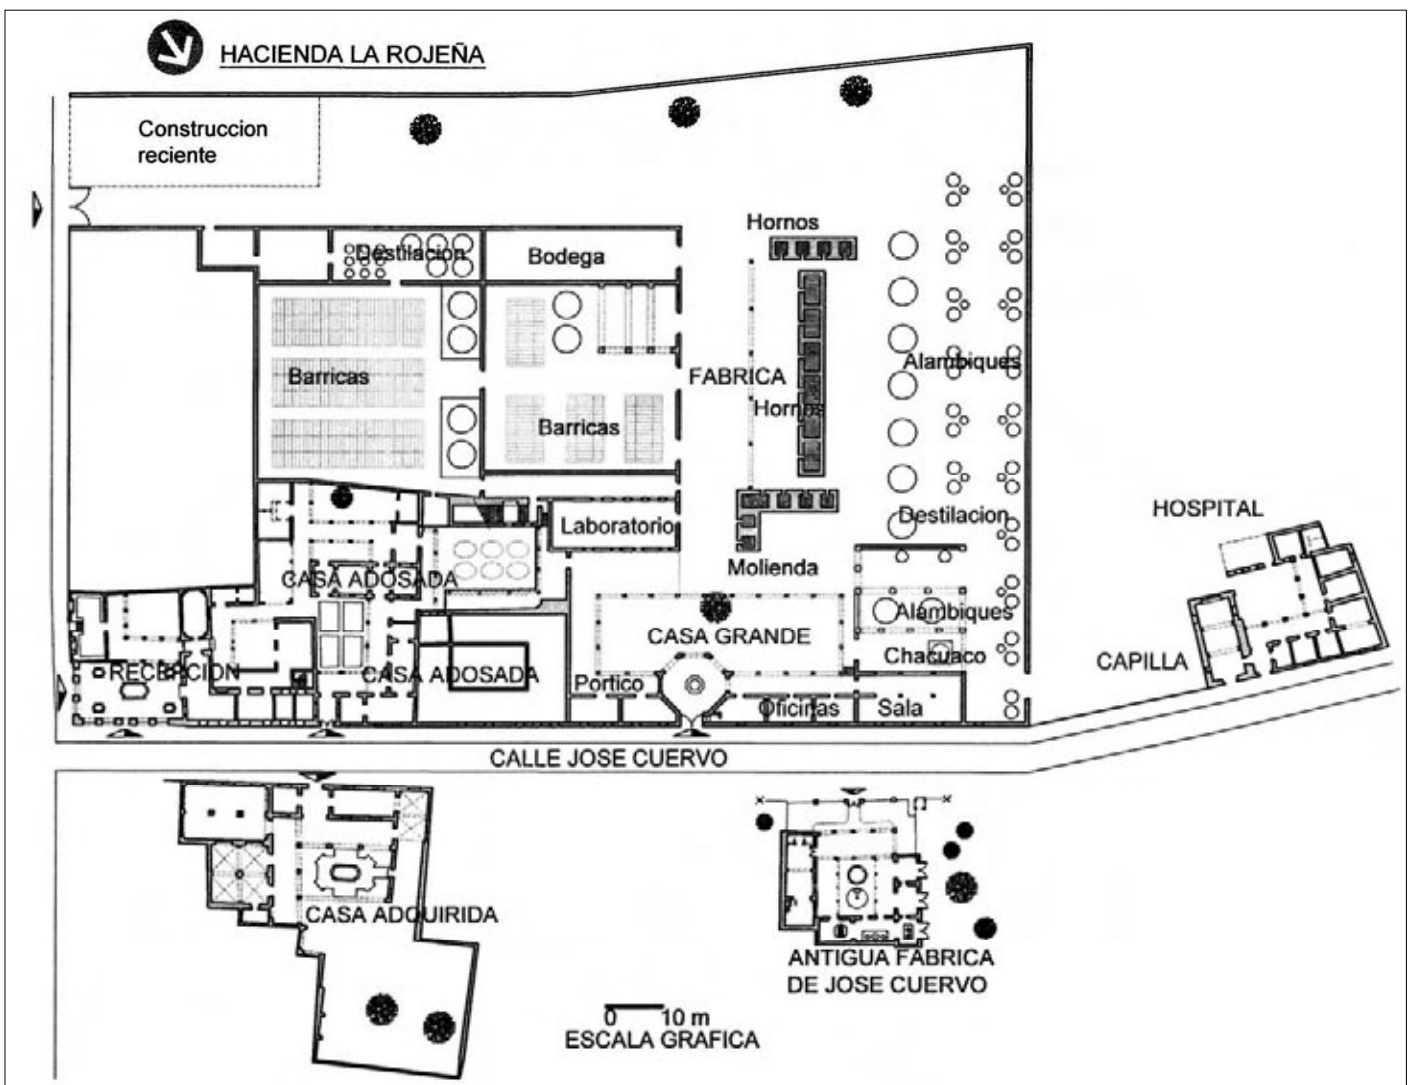 HACIENDA LA ROJEÑA
Construccion
reciente
Hornos
Destilacion
Bodega
Alambiques
Barricas
FABRICA
Hornos
Barricas
HOSPITAL
Destilacion
Laboratorio
Molienda
CASA ADOSADA
Alambiques
CASA GRANDE
Chacuaco
CAPILLA
RECEPCION
CASA ADOSADA
Portico
Oficinas
Sala
CALLE JOSE CUERVO
CASA ADQUIRIDA
ANTIGUA FABRICA
DE JOSE CUERVO
0 10 m
ESCALA GRAFICA